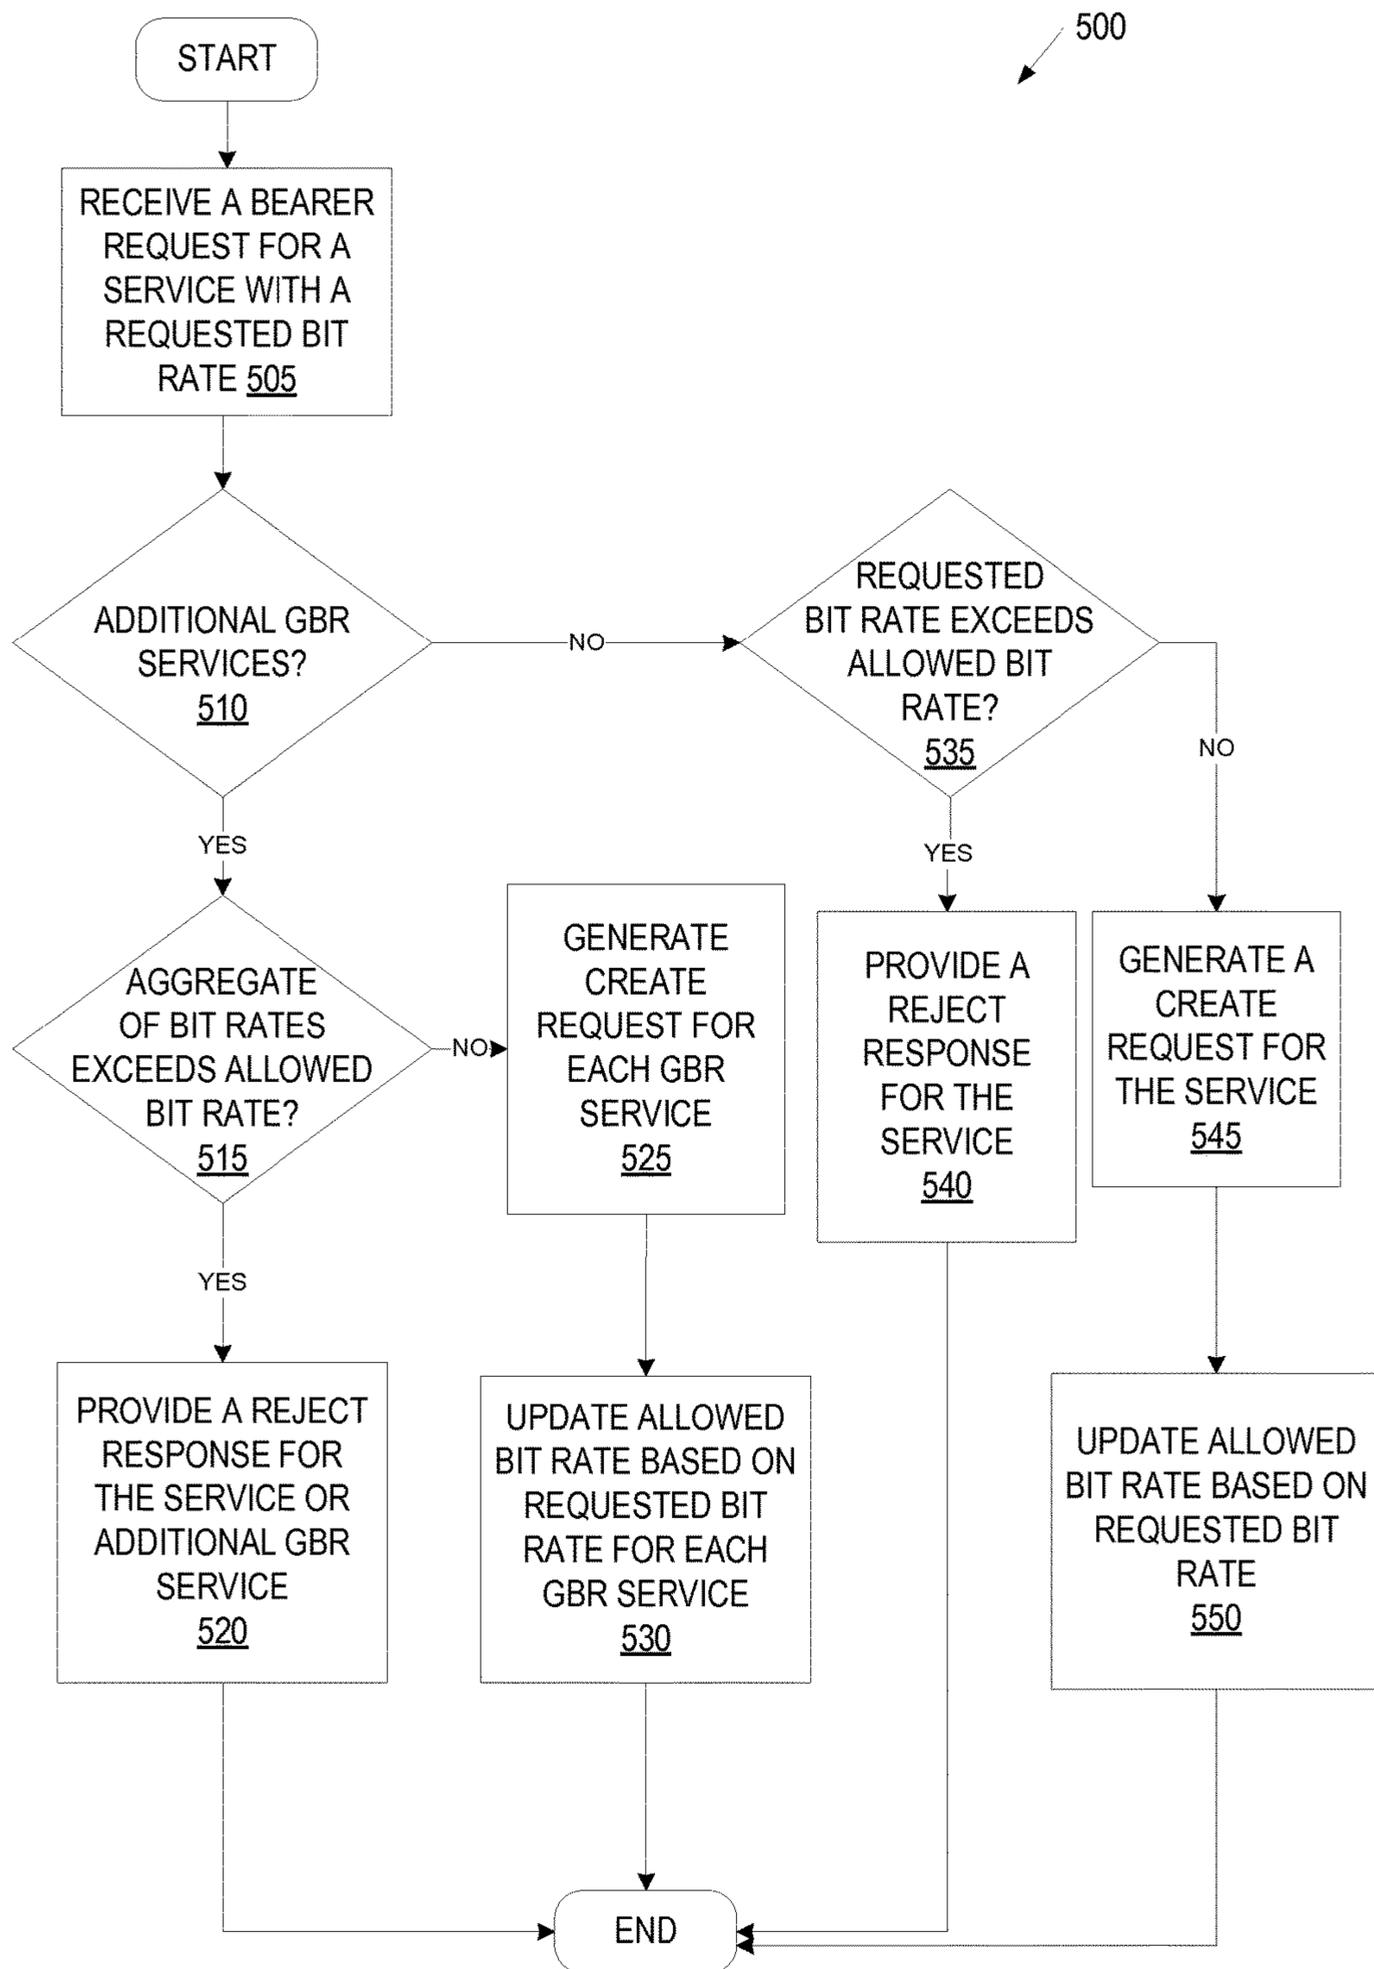 START
500
RECEIVE A BEARER
REQUEST FOR A
SERVICE WITH A
REQUESTED BIT
RATE 505
ADDITIONAL GBR
SERVICES?
510
NO
REQUESTED
BIT RATE EXCEEDS
ALLOWED BIT
RATE?
535
NO
YES
YES
AGGREGATE
OF BIT RATES
EXCEEDS ALLOWED
BIT RATE?
515
NO
GENERATE
CREATE
REQUEST FOR
EACH GBR
SERVICE
525
PROVIDE A
REJECT
RESPONSE
FOR THE
SERVICE
540
GENERATE A
CREATE
REQUEST FOR
THE SERVICE
545
YES
PROVIDE A REJECT
RESPONSE FOR
THE SERVICE OR
ADDITIONAL GBR
SERVICE
520
UPDATE ALLOWED
BIT RATE BASED ON
REQUESTED BIT
RATE FOR EACH
GBR SERVICE
530
UPDATE ALLOWED
BIT RATE BASED ON
REQUESTED BIT
RATE
550
END